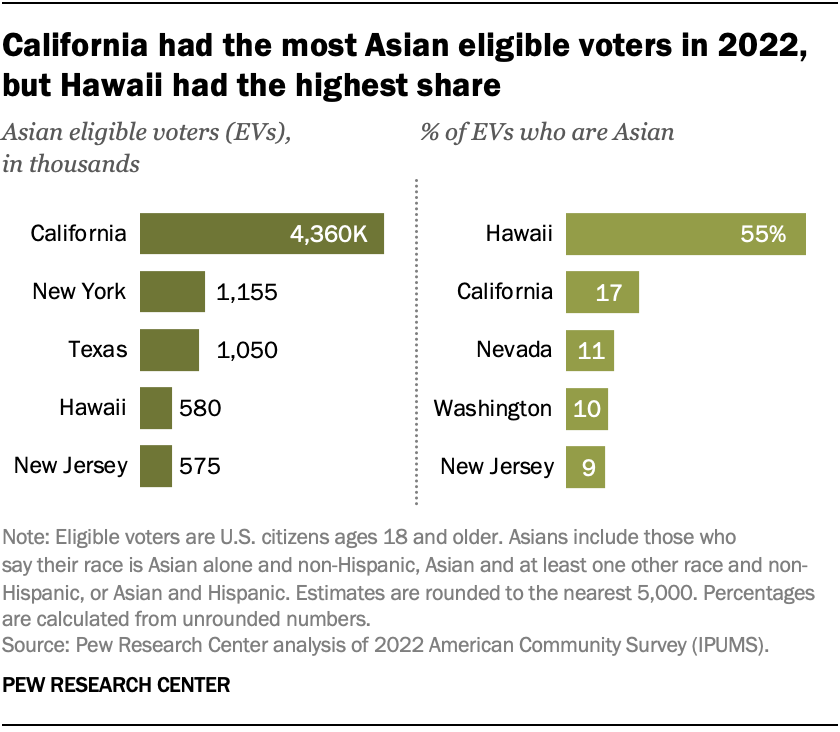 California had the most Asian eligible voters in 2022,
but Hawaii had the highest share
Asian eligible voters (EVs),
in thousands
California 4,360K
New York 1,155
Texas 1,050
Hawaii 580
New Jersey 575
% of EVs who are Asian
Hawaii 55%
California 17
Nevada 11
Washington 10
New Jersey 9
Note: Eligible voters are U.S. citizens ages 18 and older. Asians include those who
say their race is Asian alone and non-Hispanic, Asian and at least one other race and non-
Hispanic, or Asian and Hispanic. Estimates are rounded to the nearest 5,000. Percentages
are calculated from unrounded numbers.
Source: Pew Research Center analysis of 2022 American Community Survey (IPUMS).
PEW RESEARCH CENTER